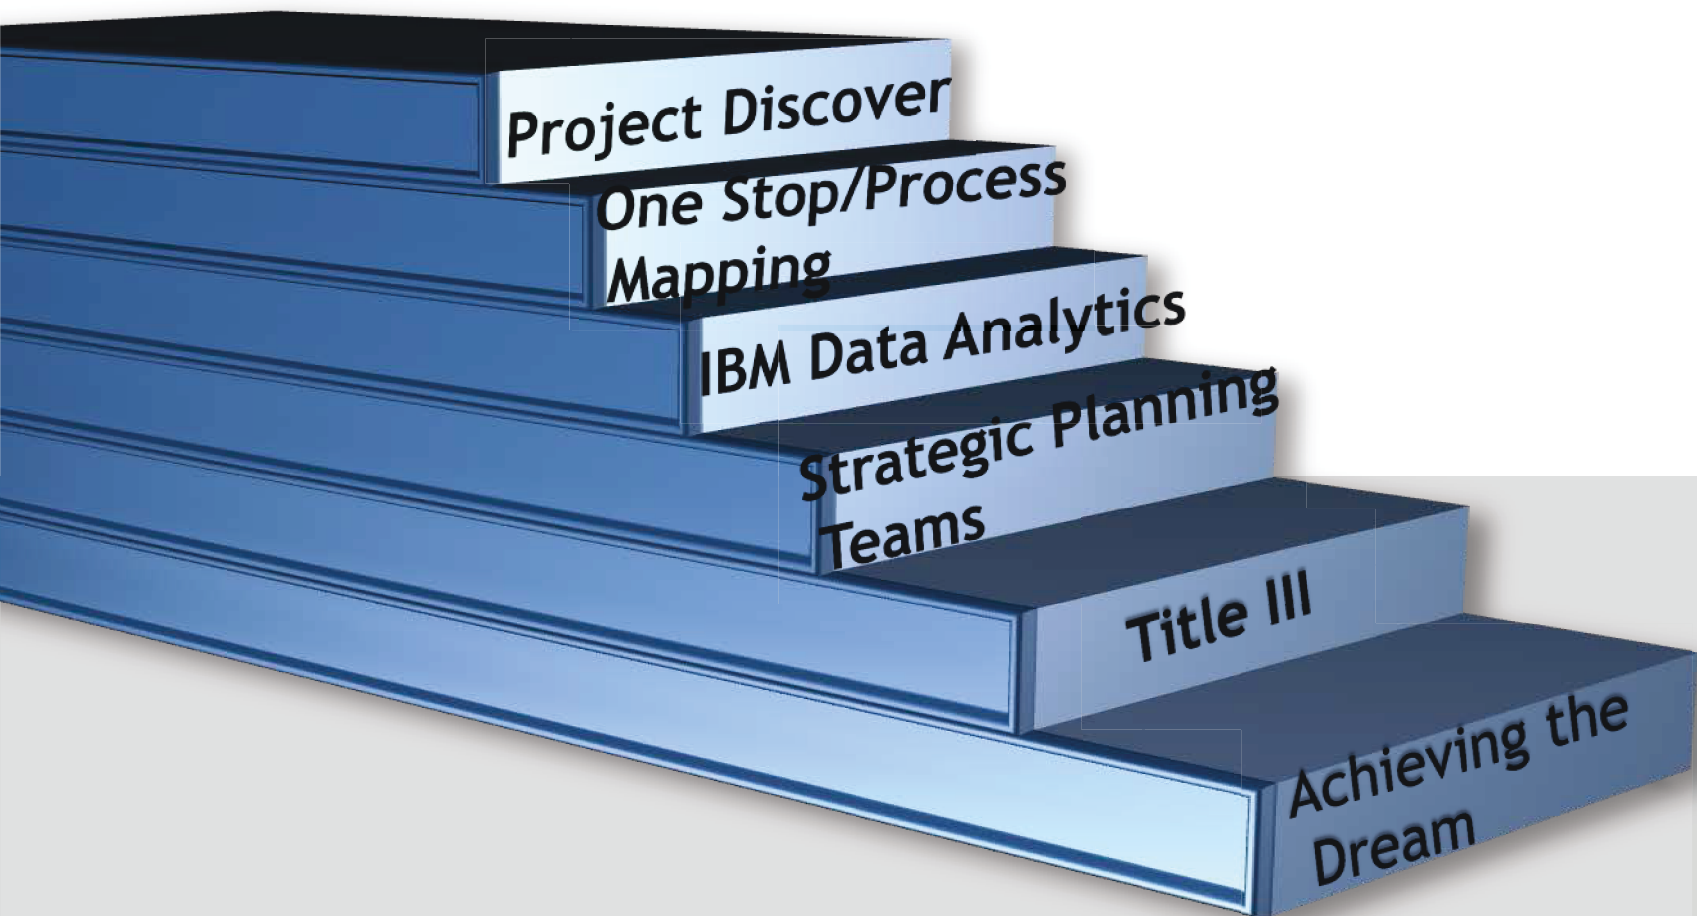 Project Discover
One Stop/Process
Mapping
IBM Data Analytics
Strategic Planning
Teams
Title III
Achieving the
Dream